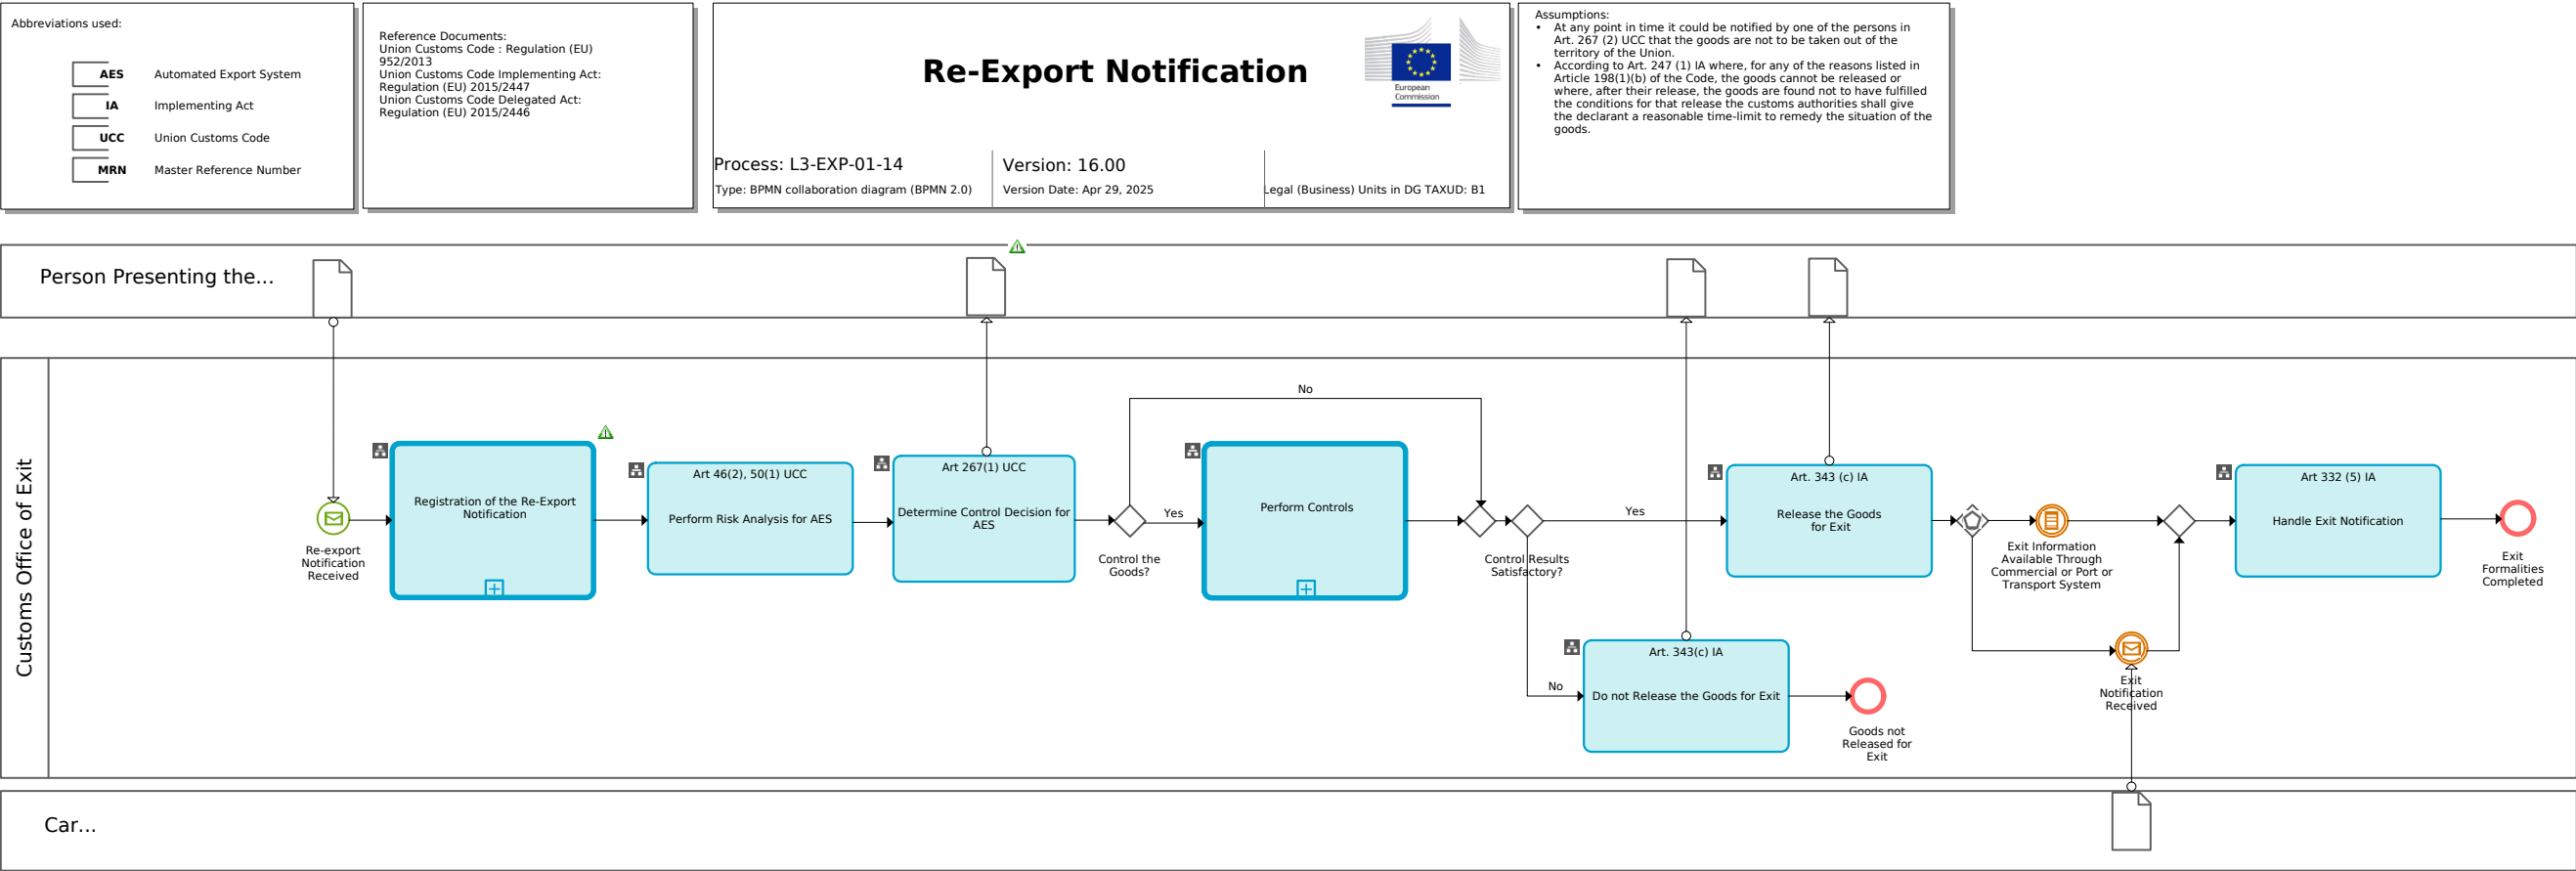 Abbreviations used:
AES Automated Export System
IA Implementing Act
UCC Union Customs Code
MRN Master Reference Number
Reference Documents:
Union Customs Code : Regulation (EU)
952/2013
Union Customs Code Implementing Act:
Regulation (EU) 2015/2447
Union Customs Code Delegated Act:
Regulation (EU) 2015/2446
Re-Export Notification
European
Commission
Process: L3-EXP-01-14
Version: 16.00
Type: BPMN collaboration diagram (BPMN 2.0)
Version Date: Apr 29, 2025
Legal (Business) Units in DG TAXUD: B1
Assumptions:
• At any point in time it could be notified by one of the persons in
Art. 267 (2) UCC that the goods are not to be taken out of the
territory of the Union.
• According to Art. 247 (1) IA where, for any of the reasons listed in
Article 198(1)(b) of the Code, the goods cannot be released or
where, after their release, the goods are found not to have fulfilled
the conditions for that release the customs authorities shall give
the declarant a reasonable time-limit to remedy the situation of the
goods.
Person Presenting the...
Customs Office of Exit
Re-export
Notification
Received
Registration of the Re-Export
Notification
Art 46(2), 50(1) UCC
Perform Risk Analysis for AES
Art 267(1) UCC
Determine Control Decision for
AES
Control the
Goods?
Yes
No
Perform Controls
Control Results
Satisfactory?
Yes
No
Art. 343 (c) IA
Release the Goods
for Exit
Art. 343(c) IA
Do not Release the Goods for Exit
Goods not
Released for
Exit
Exit Information
Available Through
Commercial or Port or
Transport System
Exit
Notification
Received
Art 332 (5) IA
Handle Exit Notification
Exit
Formalities
Completed
Car...